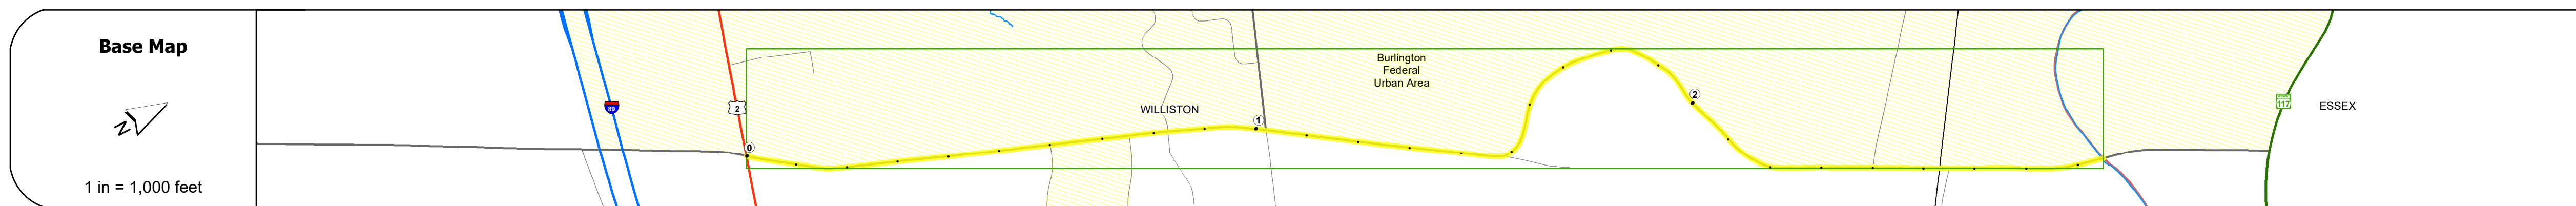 Base Map
N
1 in = 1,000 feet
89
2
0
WILLISTON
1
Burlington
Federal
Urban Area
2
117
ESSEX